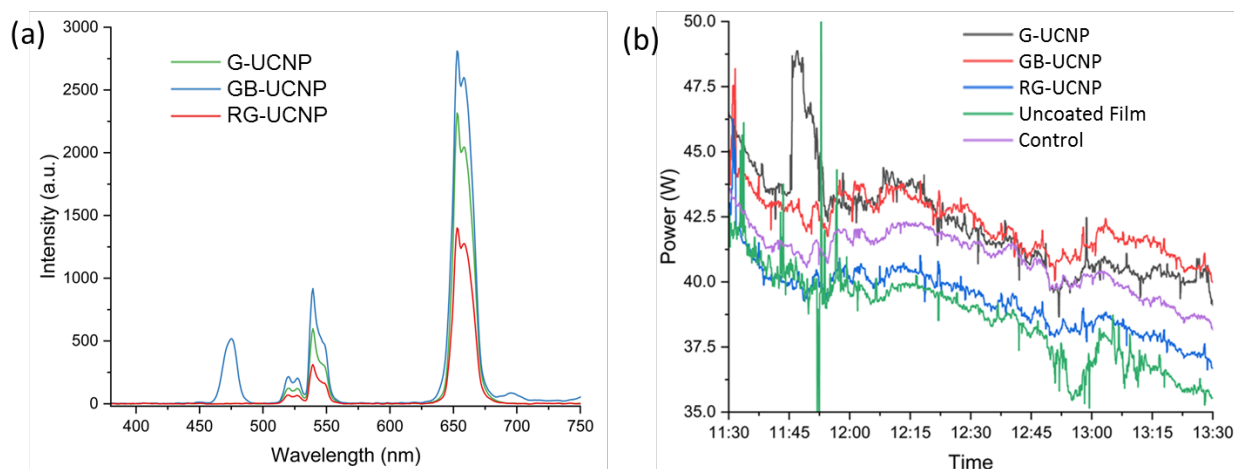 (a)
3000
2500
2000
1500
1000
500
0
Intensity (a.u.)
G-UCNP
GB-UCNP
RG-UCNP
400 450 500 550 600 650 700 750
Wavelength (nm)
(b)
50.0
47.5
45.0
42.5
40.0
37.5
35.0
Power (W)
G-UCNP
GB-UCNP
RG-UCNP
Uncoated Film
Control
11:30 11:45 12:00 12:15 12:30 12:45 13:00 13:15 13:30
Time